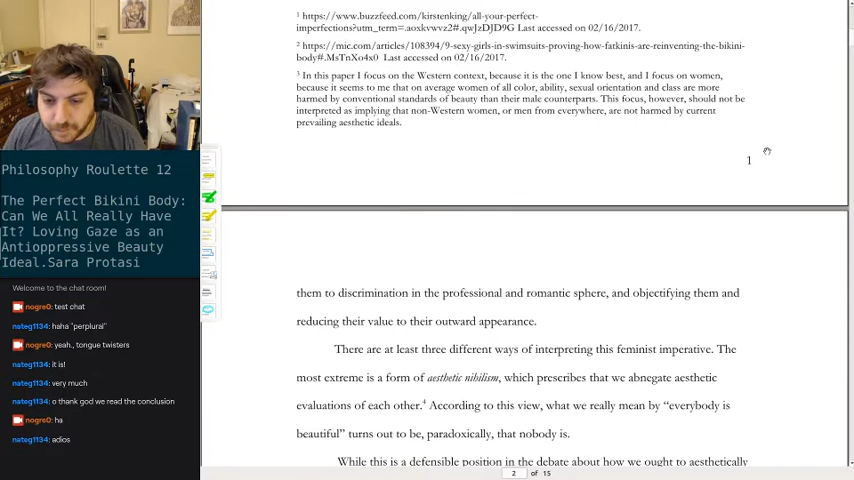 Philosophy Roulette 12
The Perfect Bikini Body:
Can We All Really Have
It? Loving Gaze as an
Antioppressive Beauty
Ideal.Sara Protasi
Welcome to the chat room!
nogre0: test chat
nateg1134: haha "perplural"
nogre0: yeah., tongue twisters
nateg1134: it is!
nateg1134: very much
nateg1134: o thank god we read the conclusion
nogre0: ha
nateg1134: adios
1 https://www.buzzfeed.com/kirstenking/all-your-perfect-
imperfections?utm_term=.aoxkvwvz2#.qwJzDJD9G Last accessed on 02/16/2017.
2 https://mic.com/articles/108394/9-sexy-girls-in-swimsuits-proving-how-fatkinis-are-reinventing-the-bikini-
body#.MsTnXo4x0 Last accessed on 02/16/2017.
3 In this paper I focus on the Western context, because it is the one I know best, and I focus on women,
because it seems to me that on average women of all color, ability, sexual orientation and class are more
harmed by conventional standards of beauty than their male counterparts. This focus, however, should not be
interpreted as implying that non-Western women, or men from everywhere, are not harmed by current
prevailing aesthetic ideals.
1
them to discrimination in the professional and romantic sphere, and objectifying them and
reducing their value to their outward appearance.
There are at least three different ways of interpreting this feminist imperative. The
most extreme is a form of aesthetic nihilism, which prescribes that we abnegate aesthetic
evaluations of each other.4 According to this view, what we really mean by “everybody is
beautiful” turns out to be, paradoxically, that nobody is.
While this is a defensible position in the debate about how we ought to aesthetically
2 of 15